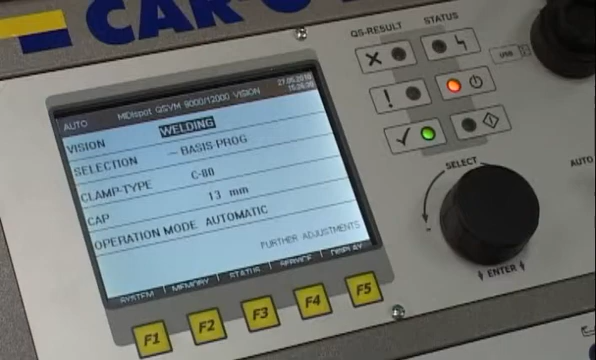 CAR-O
QS-RESULT STATUS
AUTO MIDIspot QSVM 9000/12000 VISION
VISION WELDING
SELECTION – BASIS-PROG
CLAMP-TYPE C-80
CAP 13 mm
OPERATION MODE AUTOMATIC
FURTHER ADJUSTMENTS
SYSTEM MEMORY STATUS SERVICE DISPLAY
F1 F2 F3 F4 F5
USB
SELECT
ENTER
AUTO